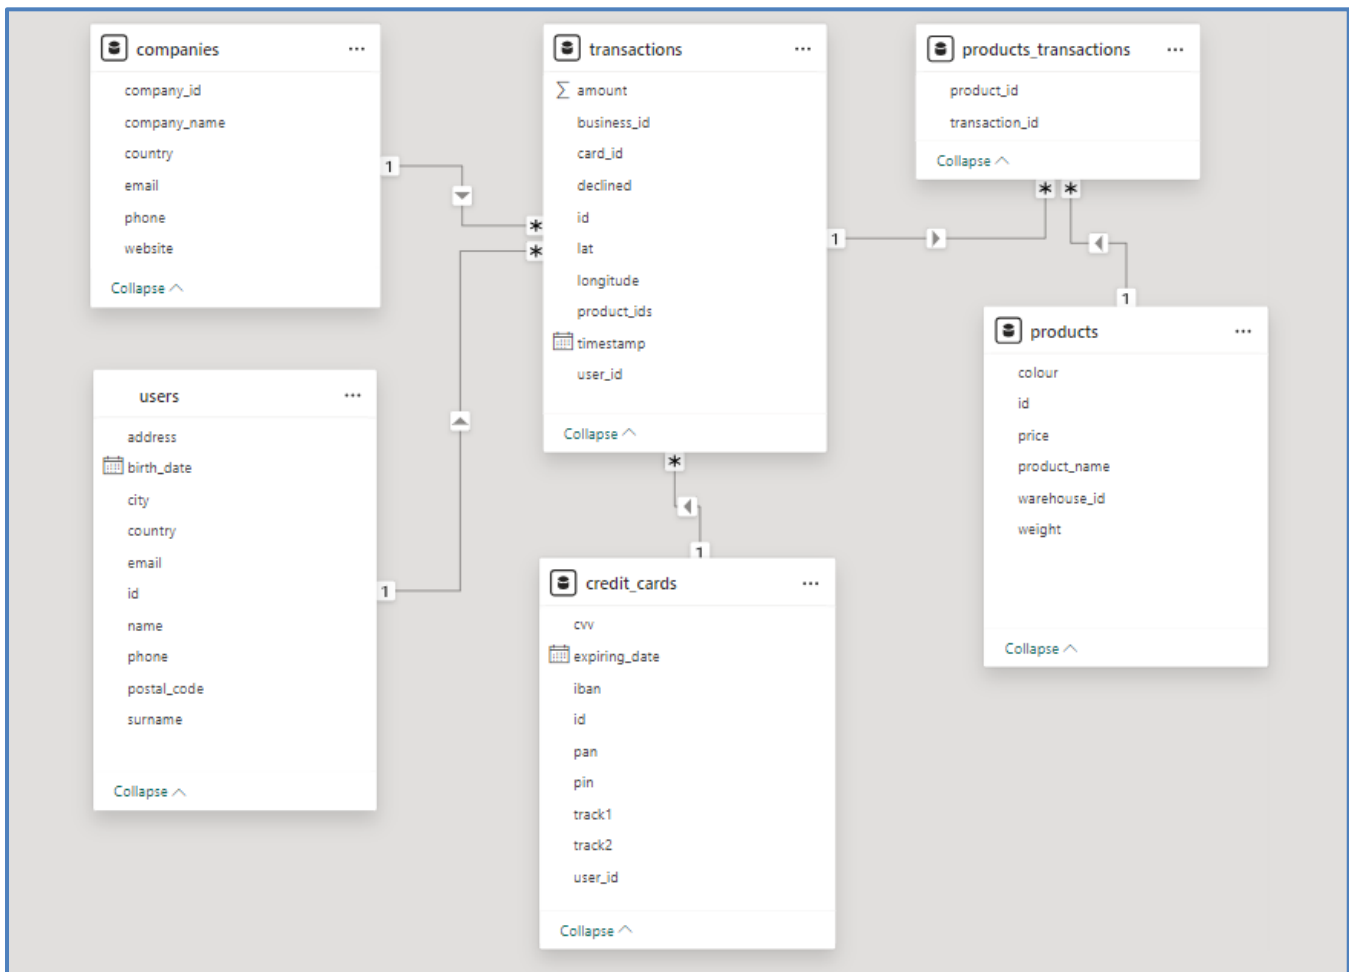 companies
company_id
company_name
country
email
phone
website
Collapse
1
*
*
transactions
Σ amount
business_id
card_id
declined
id
lat
longitude
product_ids
timestamp
user_id
Collapse
*
1
products_transactions
product_id
transaction_id
Collapse
* *
1
products
colour
id
price
product_name
warehouse_id
weight
Collapse
users
address
birth_date
city
country
email
id
name
phone
postal_code
surname
Collapse
1
1
credit_cards
cvv
expiring_date
iban
id
pan
pin
track1
track2
user_id
Collapse